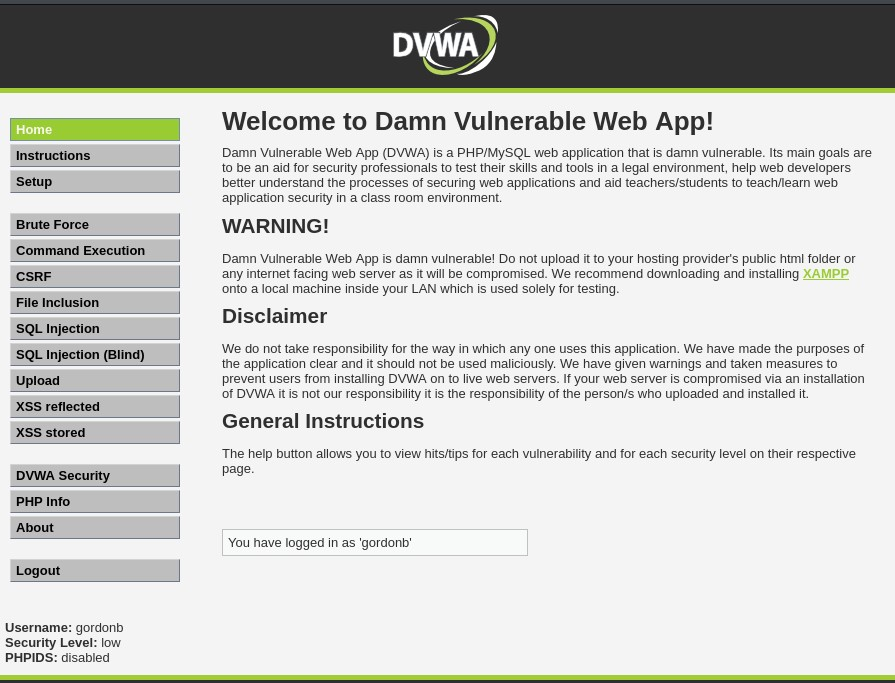 DVWA
Home
Instructions
Setup
Brute Force
Command Execution
CSRF
File Inclusion
SQL Injection
SQL Injection (Blind)
Upload
XSS reflected
XSS stored
DVWA Security
PHP Info
About
Logout
Welcome to Damn Vulnerable Web App!
Damn Vulnerable Web App (DVWA) is a PHP/MySQL web application that is damn vulnerable. Its main goals are
to be an aid for security professionals to test their skills and tools in a legal environment, help web developers
better understand the processes of securing web applications and aid teachers/students to teach/learn web
application security in a class room environment.
WARNING!
Damn Vulnerable Web App is damn vulnerable! Do not upload it to your hosting provider's public html folder or
any internet facing web server as it will be compromised. We recommend downloading and installing XAMPP
onto a local machine inside your LAN which is used solely for testing.
Disclaimer
We do not take responsibility for the way in which any one uses this application. We have made the purposes of
the application clear and it should not be used maliciously. We have given warnings and taken measures to
prevent users from installing DVWA on to live web servers. If your web server is compromised via an installation
of DVWA it is not our responsibility it is the responsibility of the person/s who uploaded and installed it.
General Instructions
The help button allows you to view hits/tips for each vulnerability and for each security level on their respective
page.
You have logged in as 'gordonb'
Username: gordonb
Security Level: low
PHPIDS: disabled